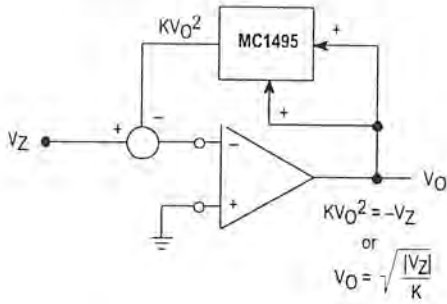 KVO²
MC1495
+
+
−
+
VZ
−
+
VO
KVO² = −VZ
or
VO = √(|VZ|/K)